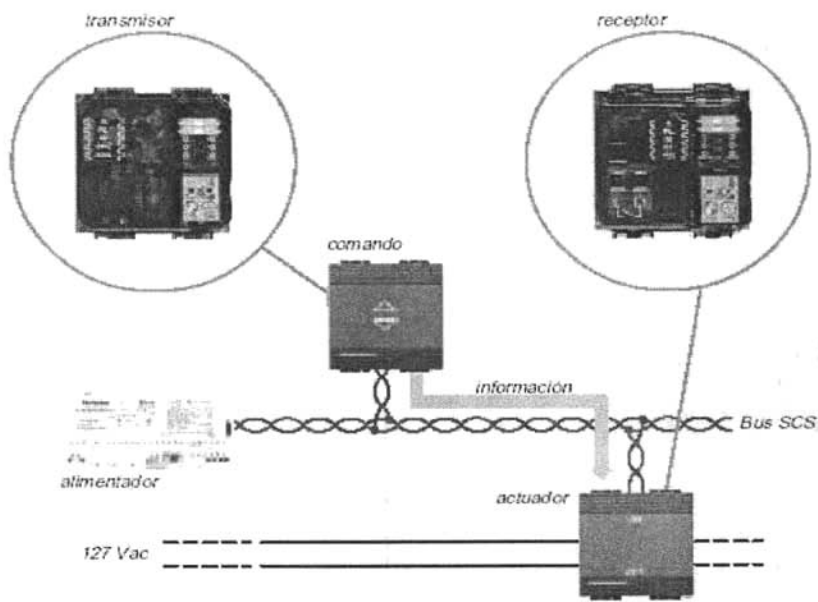 transmisor
receptor
comando
información
Bus SCS
alimentador
actuador
127 Vac